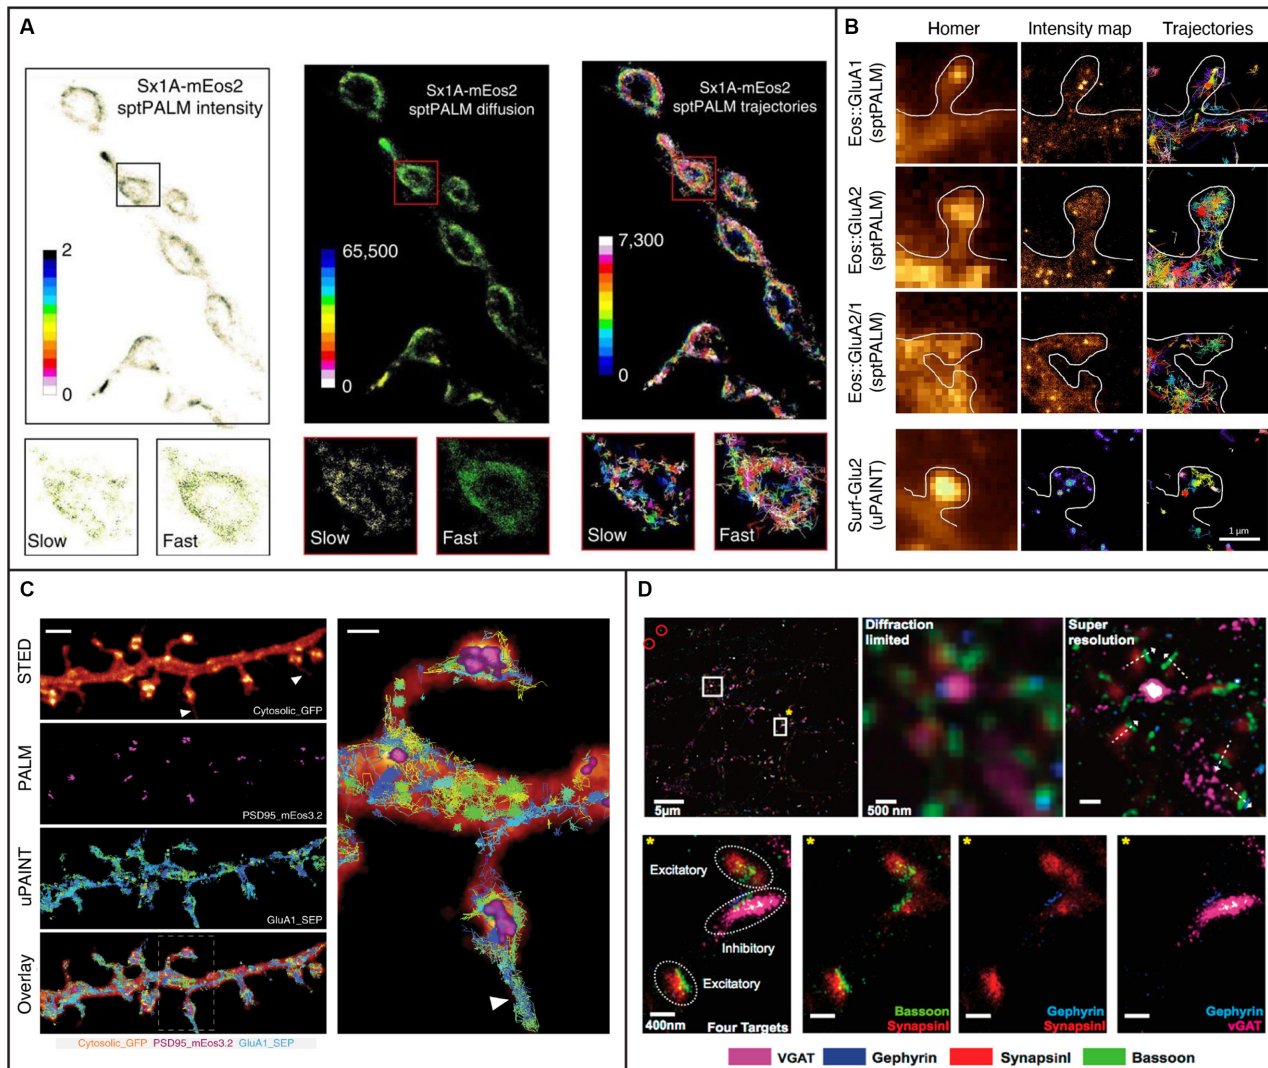 A
Sx1A-mEos2
sptPALM intensity
2
0
Slow
Fast
Sx1A-mEos2
sptPALM diffusion
65,500
0
Slow
Fast
Sx1A-mEos2
sptPALM trajectories
7,300
0
Slow
Fast
B
Homer
Intensity map
Trajectories
Eos::GluA1
(sptPALM)
Eos::GluA2
(sptPALM)
Eos::GluA2/1
(sptPALM)
Surf-Glu2
(uPAINT)
1 µm
C
STED
Cytosolic_GFP
PALM
PSD95_mEos3.2
uPAINT
GluA1_SEP
Overlay
Cytosolic_GFP PSD95_mEos3.2 GluA1_SEP
D
*
5µm
Diffraction
limited
500 nm
Super
resolution
*
Excitatory
Inhibitory
Excitatory
400nm
Four Targets
*
Bassoon
SynapsinI
*
Gephyrin
SynapsinI
*
Gephyrin
vGAT
VGAT
Gephyrin
SynapsinI
Bassoon